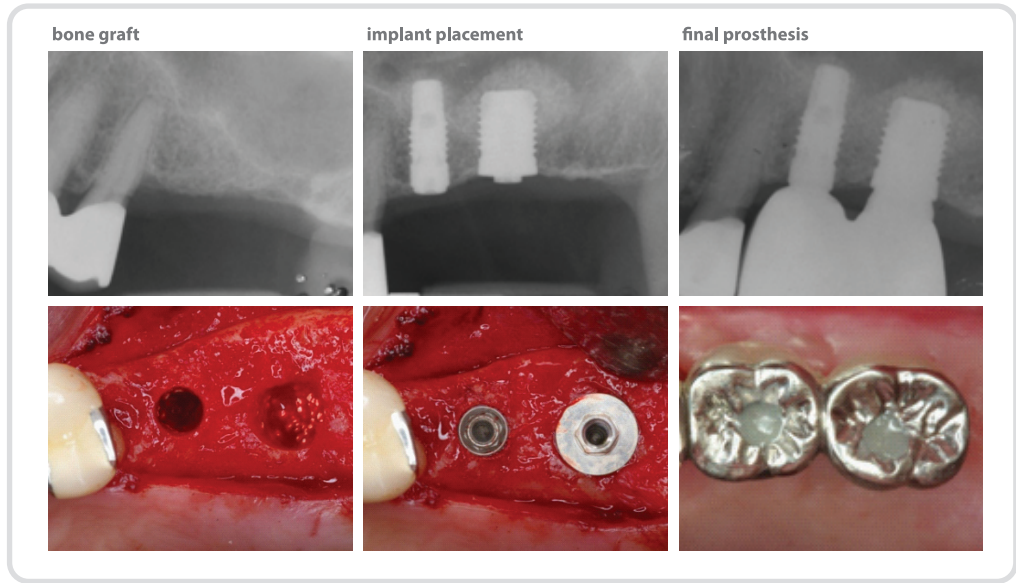 bone graft
implant placement
final prosthesis